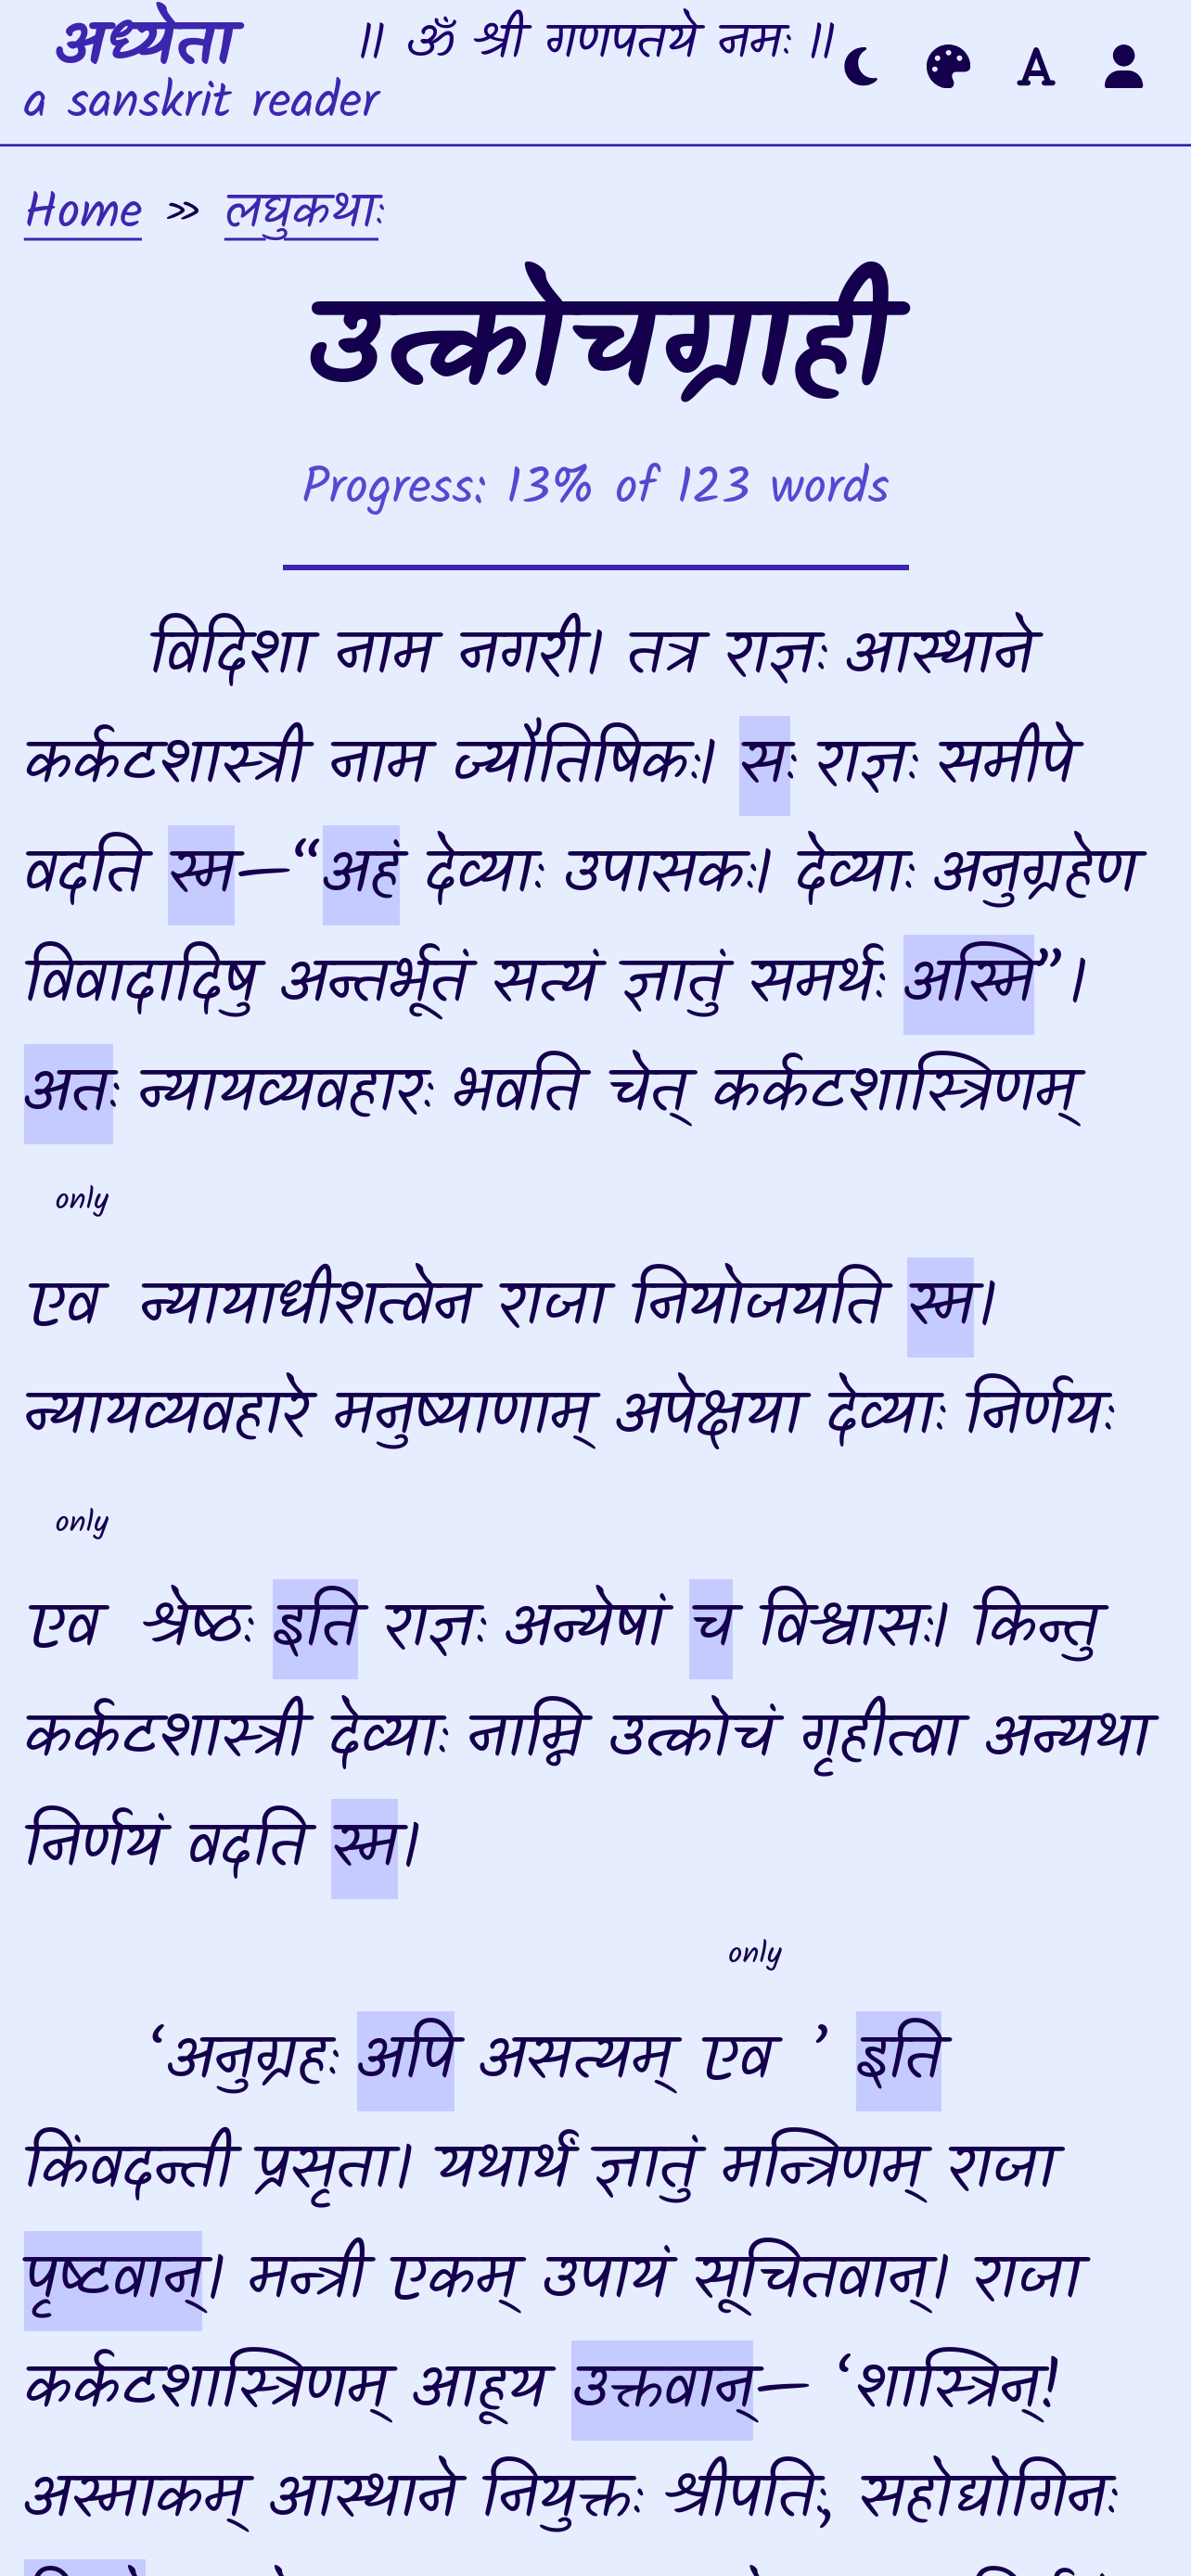 अध्येता
॥ ॐ श्री गणपतये नमः ॥
a sanskrit reader
Home » लघुकथाः
उत्कोचग्राही
Progress: 13% of 123 words
विदिशा नाम नगरी। तत्र राज्ञः आस्थाने
कर्कटशास्त्री नाम ज्यौतिषिकः। सः राज्ञः समीपे
वदति स्म—“अहं देव्याः उपासकः। देव्याः अनुग्रहेण
विवादादिषु अन्तर्भूतं सत्यं ज्ञातुं समर्थः अस्मि”।
अतः न्यायव्यवहारः भवति चेत् कर्कटशास्त्रिणम्
only
एव न्यायाधीशत्वेन राजा नियोजयति स्म।
न्यायव्यवहारे मनुष्याणाम् अपेक्षया देव्याः निर्णयः
only
एव श्रेष्ठः इति राज्ञः अन्येषां च विश्वासः। किन्तु
कर्कटशास्त्री देव्याः नाम्नि उत्कोचं गृहीत्वा अन्यथा
निर्णयं वदति स्म।
only
‘अनुग्रहः अपि असत्यम् एव ’ इति
किंवदन्ती प्रसृता। यथार्थं ज्ञातुं मन्त्रिणम् राजा
पृष्टवान्। मन्त्री एकम् उपायं सूचितवान्। राजा
कर्कटशास्त्रिणम् आहूय उक्तवान्— ‘शास्त्रिन्!
अस्माकम् आस्थाने नियुक्तः श्रीपतिः, सहोद्योगिनः